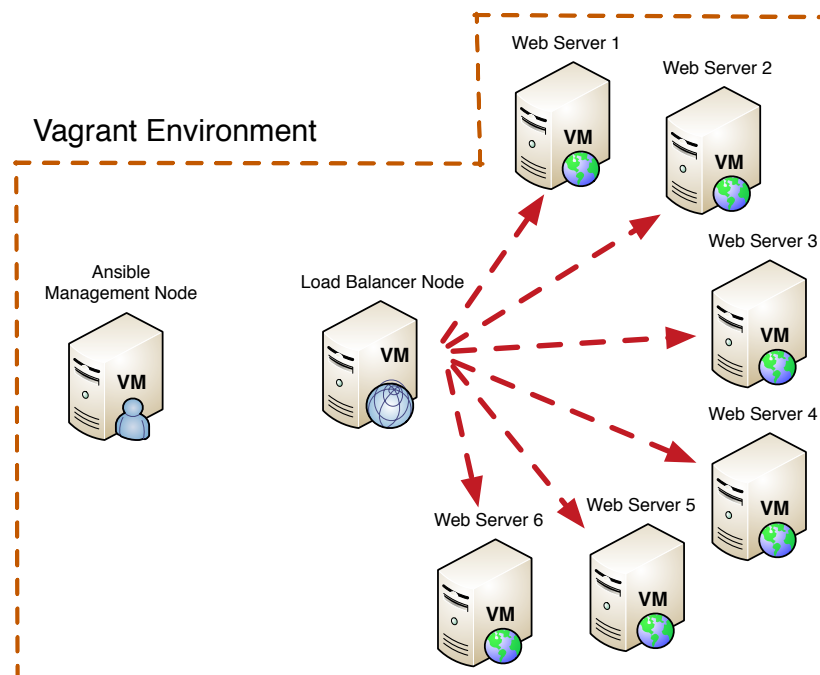 Web Server 1
VM
Web Server 2
VM
Vagrant Environment
Web Server 3
VM
Ansible
Management Node
VM
Load Balancer Node
VM
Web Server 4
VM
Web Server 5
VM
Web Server 6
VM